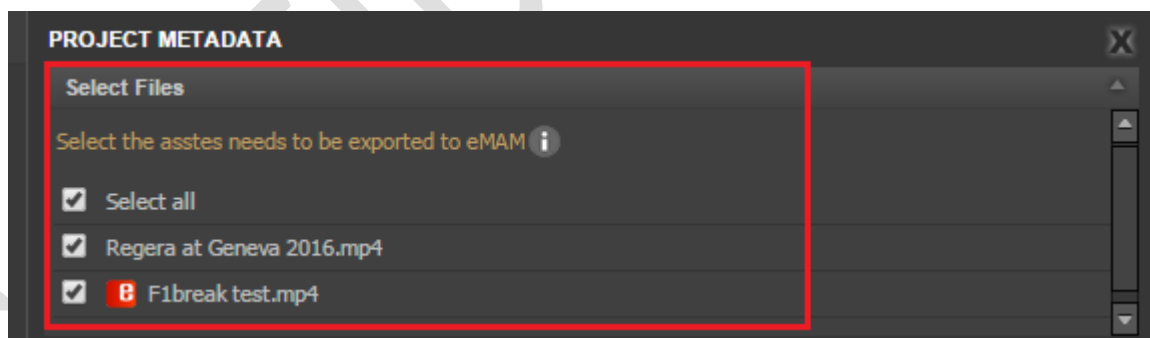 PROJECT METADATA
X
Select Files
Select the asstes needs to be exported to eMAM i
Select all
Regera at Geneva 2016.mp4
e F1break test.mp4